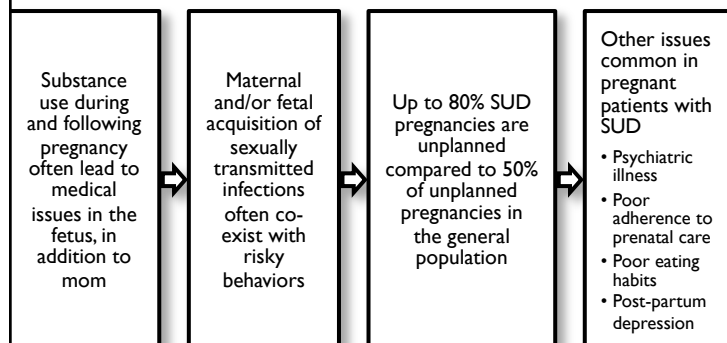 Substance
use during
and following
pregnancy
often lead to
medical
issues in the
fetus, in
addition to
mom
Maternal
and/or fetal
acquisition of
sexually
transmitted
infections
often co-
exist with
risky
behaviors
Up to 80% SUD
pregnancies are
unplanned
compared to 50%
of unplanned
pregnancies in
the general
population
Other issues
common in
pregnant
patients with
SUD
• Psychiatric
illness
• Poor
adherence to
prenatal care
• Poor eating
habits
• Post-partum
depression